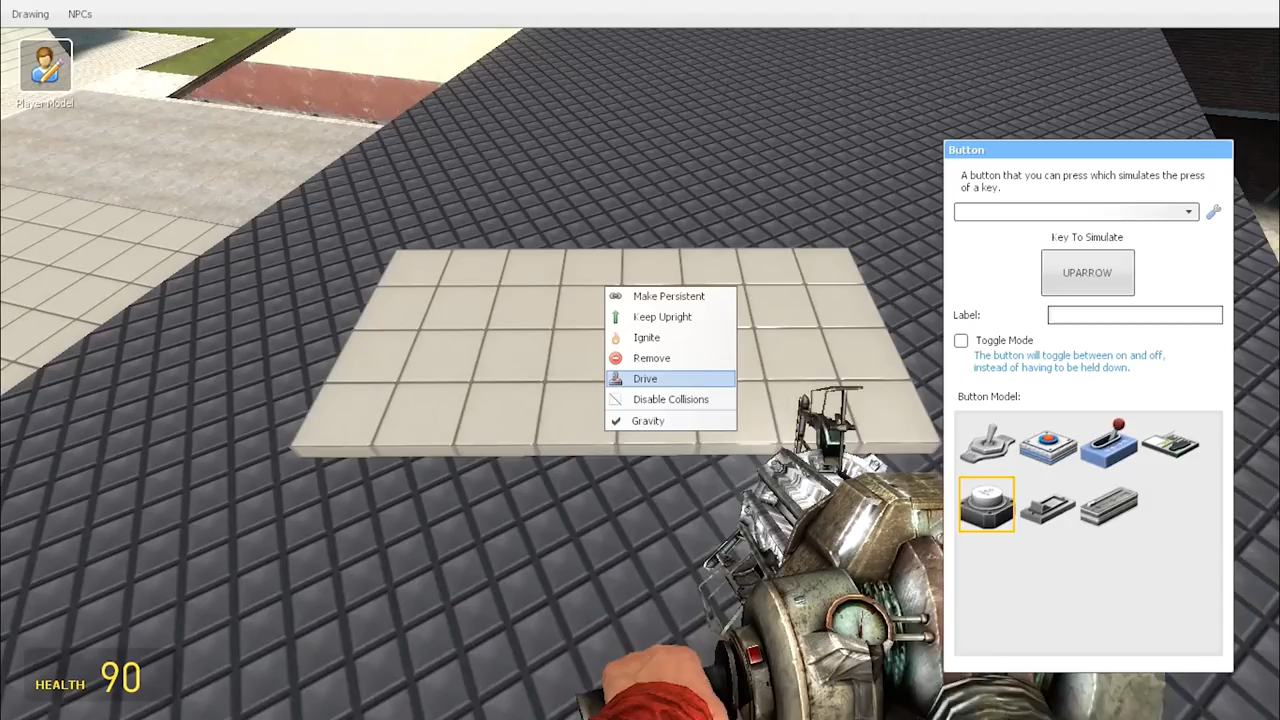 Drawing NPCs
Player Model
Make Persistent
Keep Upright
Ignite
Remove
Drive
Disable Collisions
Gravity
Button
A button that you can press which simulates the press
of a key.
Key To Simulate
UPARROW
Label:
Toggle Mode
The button will toggle between on and off,
instead of having to be held down.
Button Model:
HEALTH 90